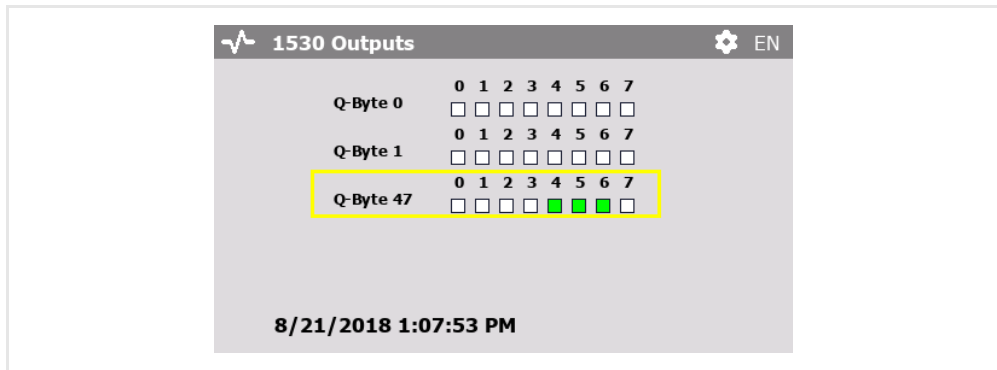 1530 Outputs EN
0 1 2 3 4 5 6 7
Q-Byte 0
0 1 2 3 4 5 6 7
Q-Byte 1
0 1 2 3 4 5 6 7
Q-Byte 47
8/21/2018 1:07:53 PM